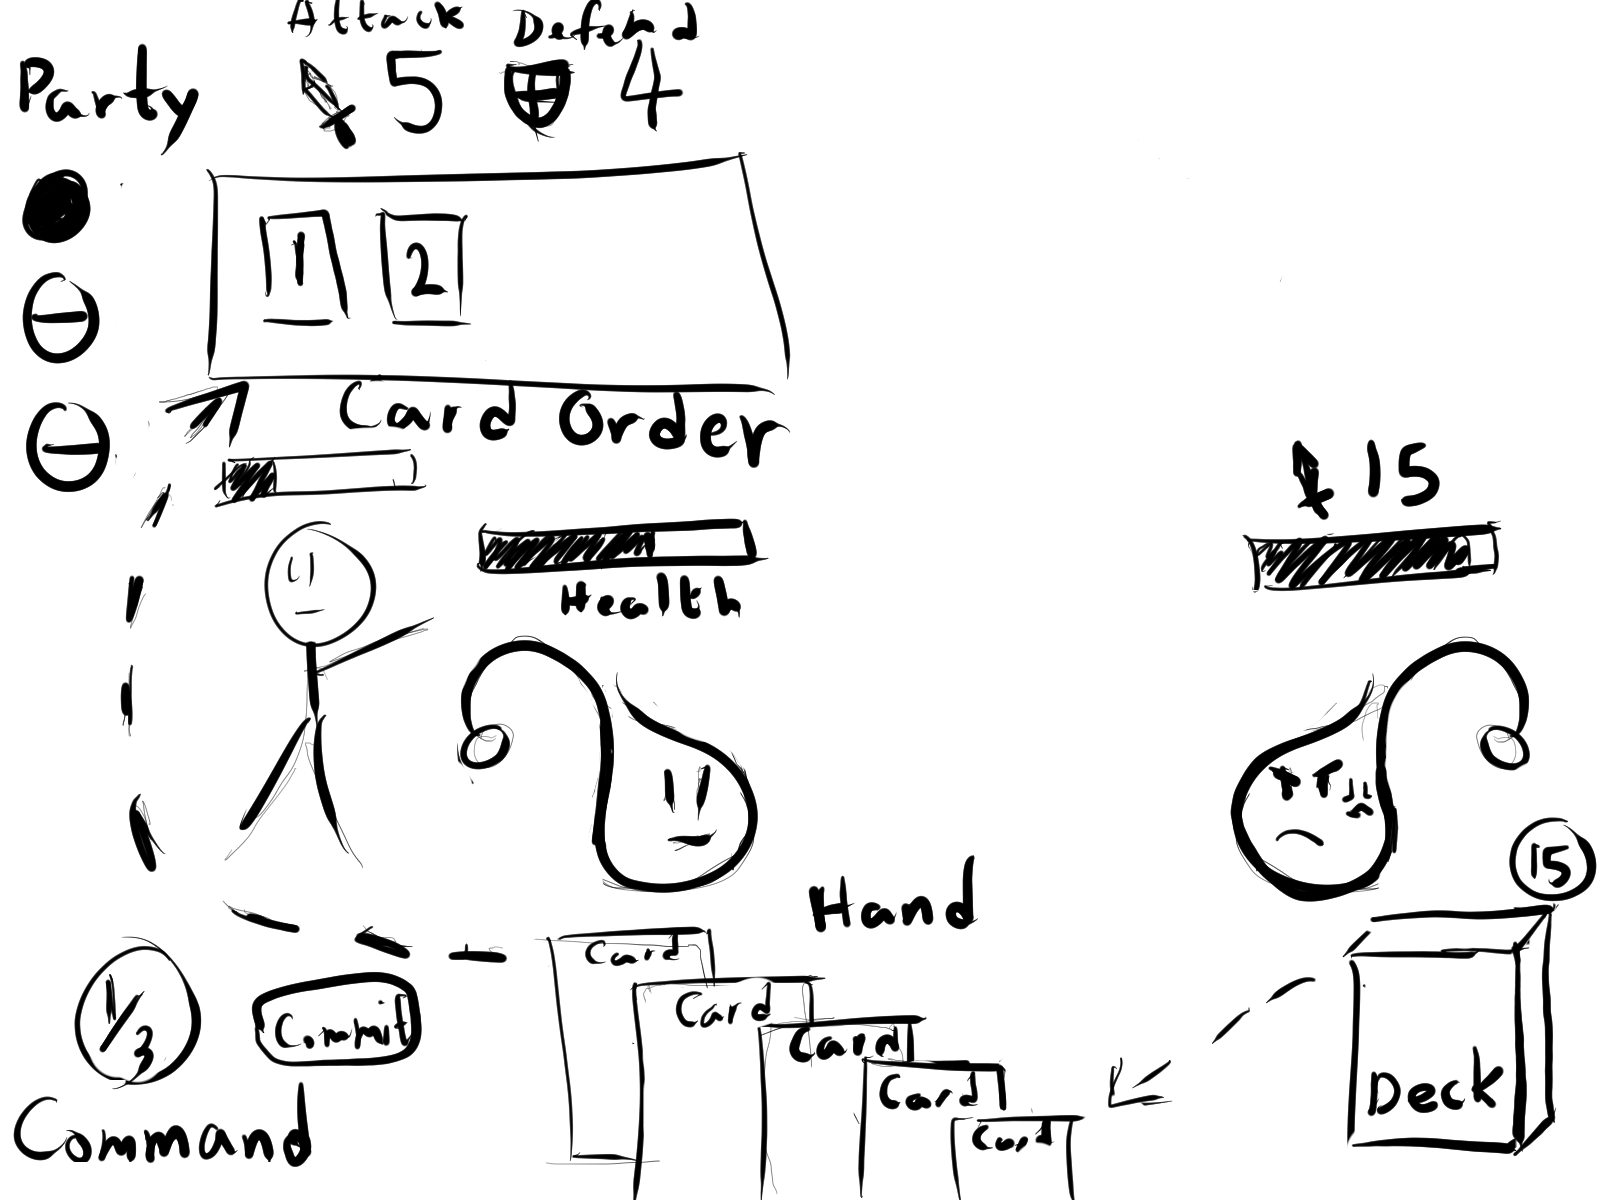 Attack Defend
Party 5 4
1 2
Card Order
15
Health
Hand
15
Card
Card
Card
Card
Card
1/3 Commit
Deck
Command